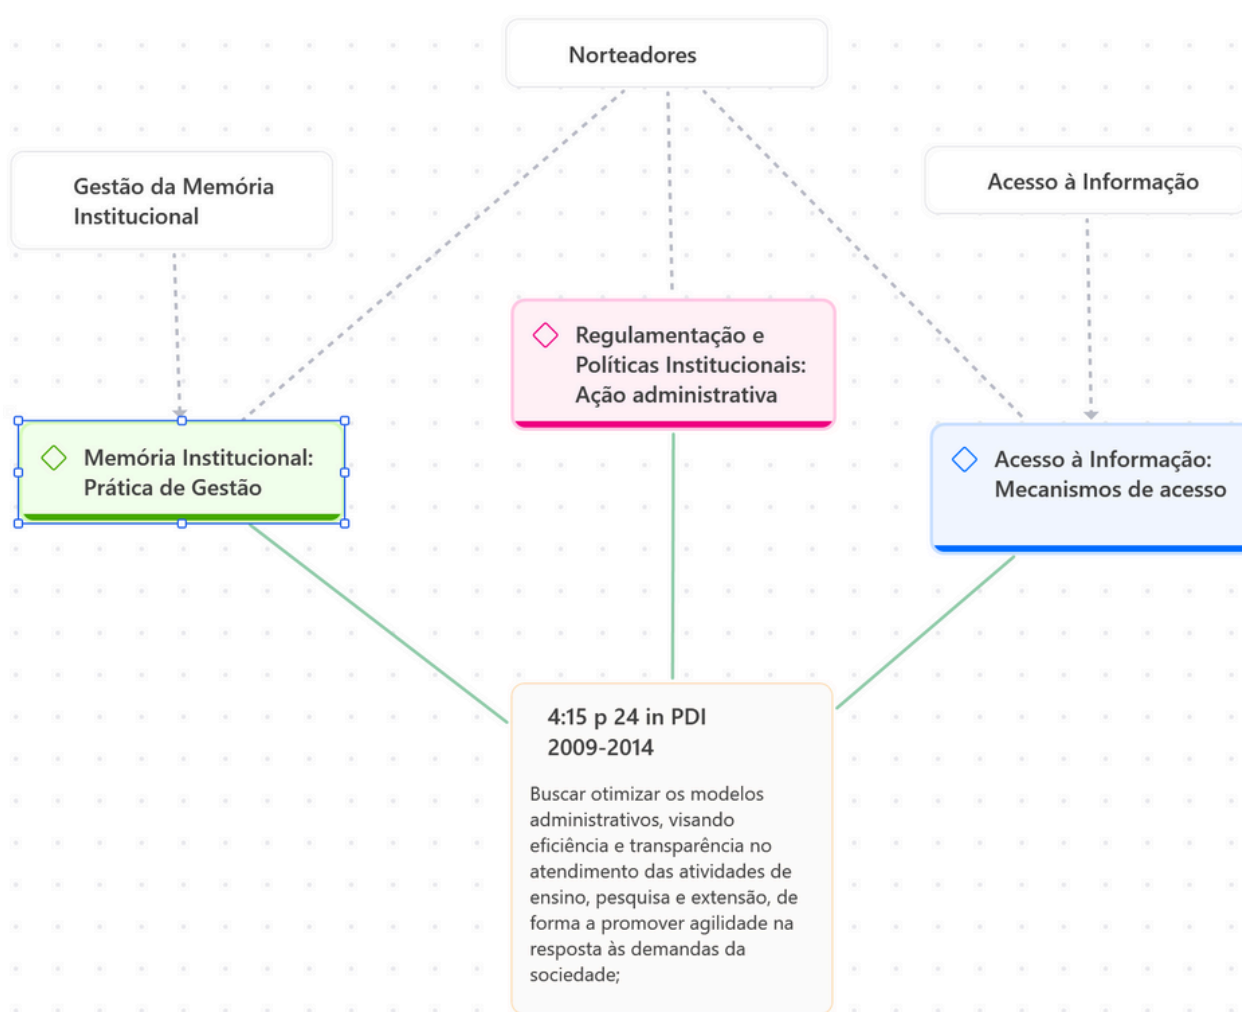 Norteadores
Gestão da Memória
Institucional
Acesso à Informação
Regulamentação e
Políticas Institucionais:
Ação administrativa
Memória Institucional:
Prática de Gestão
Acesso à Informação:
Mecanismos de acesso
4:15 p 24 in PDI
2009-2014
Buscar otimizar os modelos
administrativos, visando
eficiência e transparência no
atendimento das atividades de
ensino, pesquisa e extensão, de
forma a promover agilidade na
resposta às demandas da
sociedade;